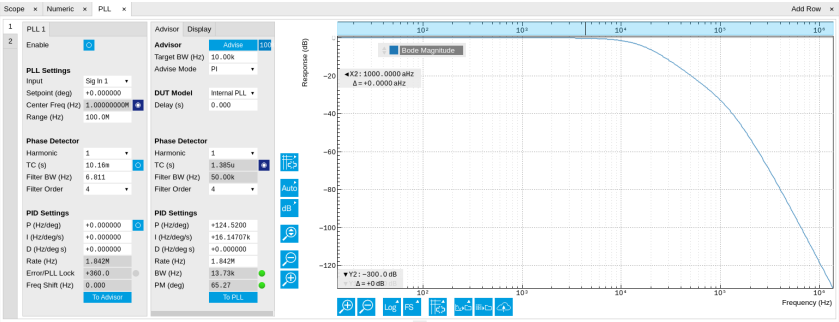 Scope × Numeric × PLL × Add Row ×
1 PLL 1
2
Enable
PLL Settings
Input Sig In 1
Setpoint (deg) +0.000000
Center Freq (Hz) 1.00000000M
Range (Hz) 100.0M
Phase Detector
Harmonic 1
TC (s) 10.16m
Filter BW (Hz) 6.811
Filter Order 4
PID Settings
P (Hz/deg) +0.000000
I (Hz/deg/s) +0.000000
D (Hz/deg s) +0.000000
Rate (Hz) 1.842M
Error/PLL Lock +360.0
Freq Shift (Hz) 0.000
To Advisor
Advisor Display
Advisor Advise 100
Target BW (Hz) 10.00k
Advise Mode PI
DUT Model Internal PLL
Delay (s) 0.000
Phase Detector
Harmonic 1
TC (s) 1.385u
Filter BW (Hz) 50.00k
Filter Order 4
PID Settings
P (Hz/deg) +124.5200
I (Hz/deg/s) +16.14707k
D (Hz/deg s) +0.000000
Rate (Hz) 1.842M
BW (Hz) 13.73k
PM (deg) 65.27
To PLL
Auto
dB
10² 10³ 10⁴ 10⁵ 10⁶
Response (dB)
0
−20
−40
−60
−80
−100
−120
Bode Magnitude
◀X2: 1000.0000 aHz
Δ = +0.0000 aHz
▼Y2: −300.0 dB
Δ = +0 dB
10² 10³ 10⁴ 10⁵ 10⁶
Frequency (Hz)
Log FS